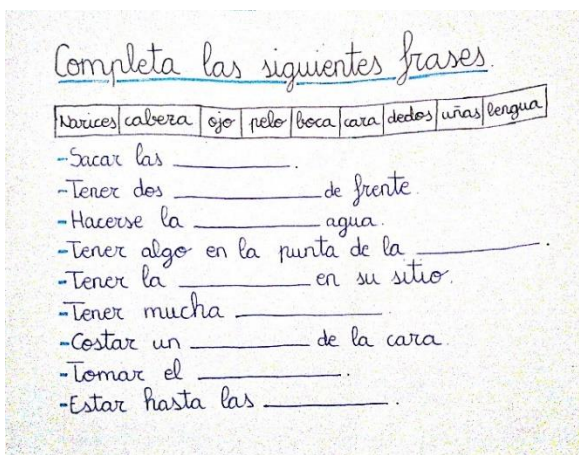 Completa las siguientes frases.
Narices cabeza ojo pelo boca cara dedos uñas lengua
-Sacar las ________.
-Tener dos ________ de frente.
-Hacerse la ________ agua.
-Tener algo en la punta de la ________.
-Tener la ________ en su sitio.
-Tener mucha ________.
-Costar un ________ de la cara.
-Tomar el ________.
-Estar hasta las ________.